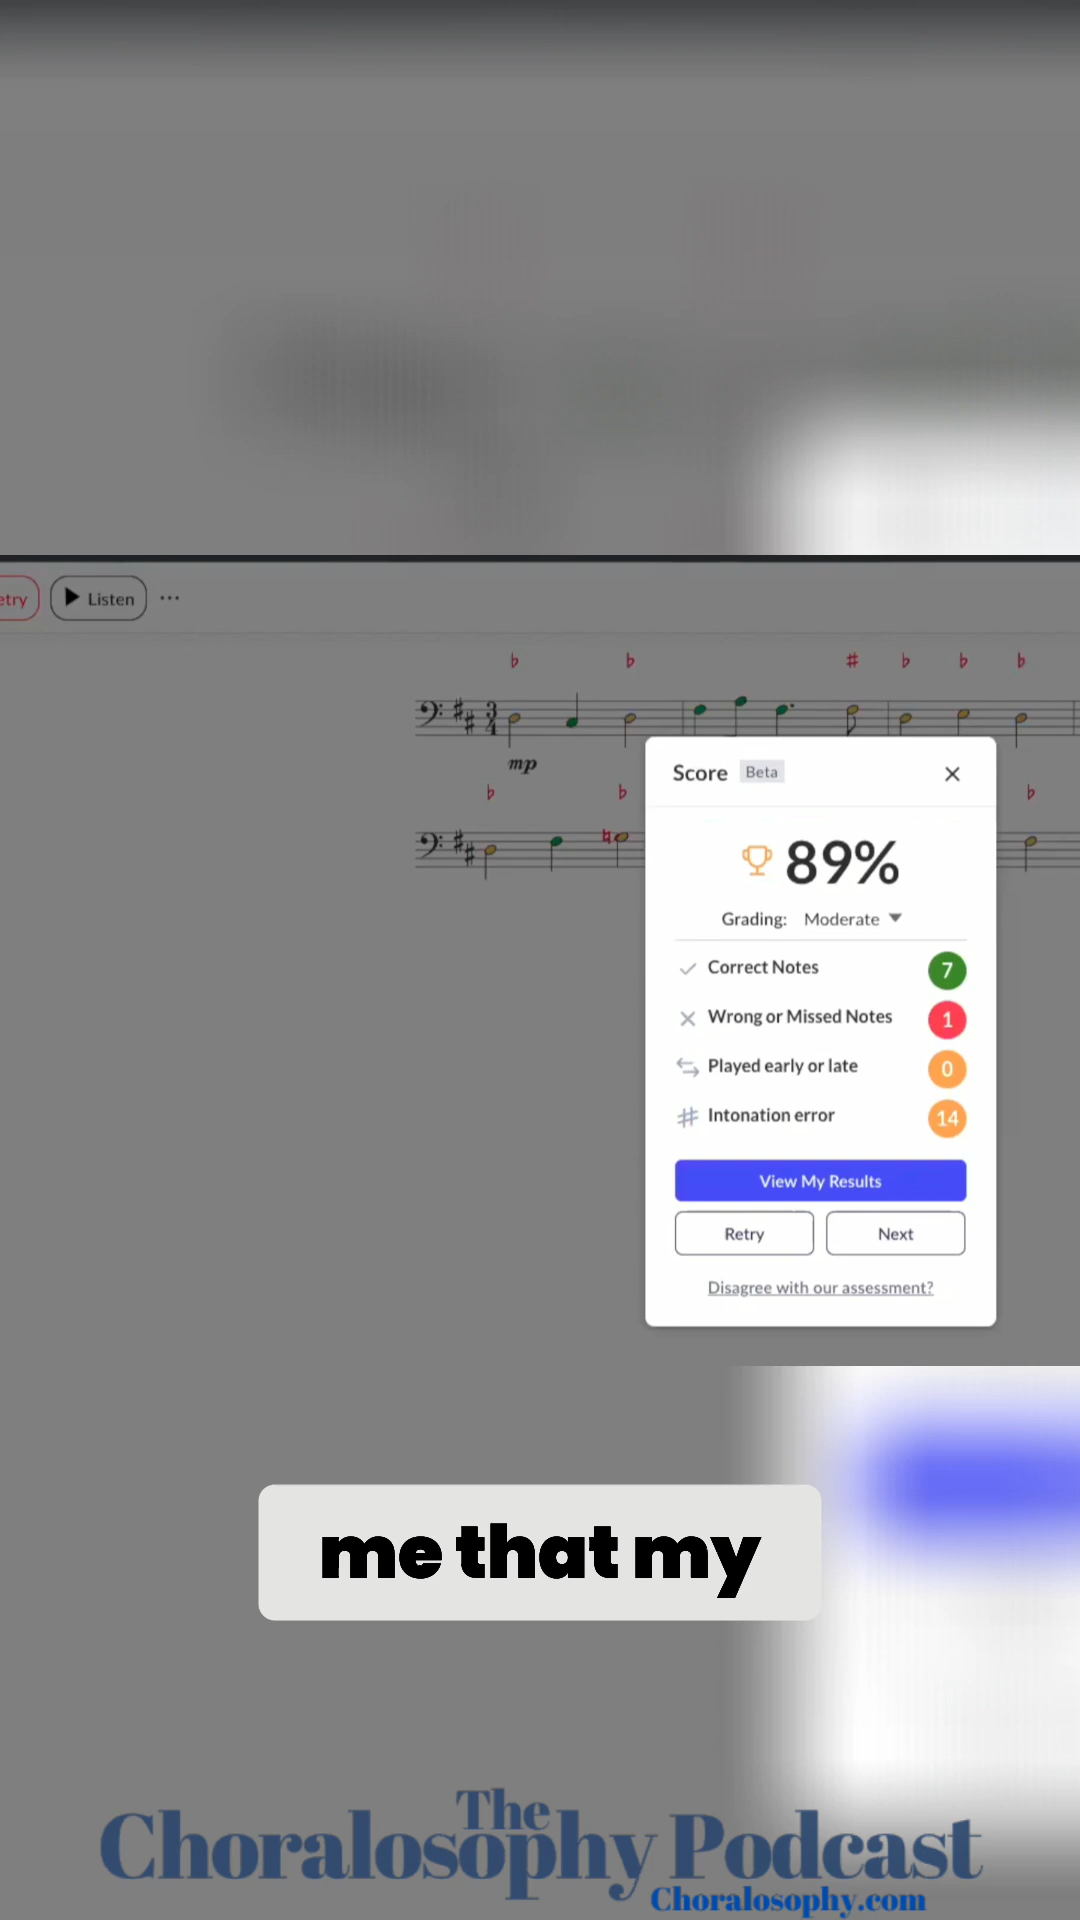 etry
Listen
mp
Score Beta
89%
Grading: Moderate
Correct Notes 7
Wrong or Missed Notes 1
Played early or late 0
Intonation error 14
View My Results
Retry Next
Disagree with our assessment?
me that my
The
Choralosophy Podcast
Choralosophy.com